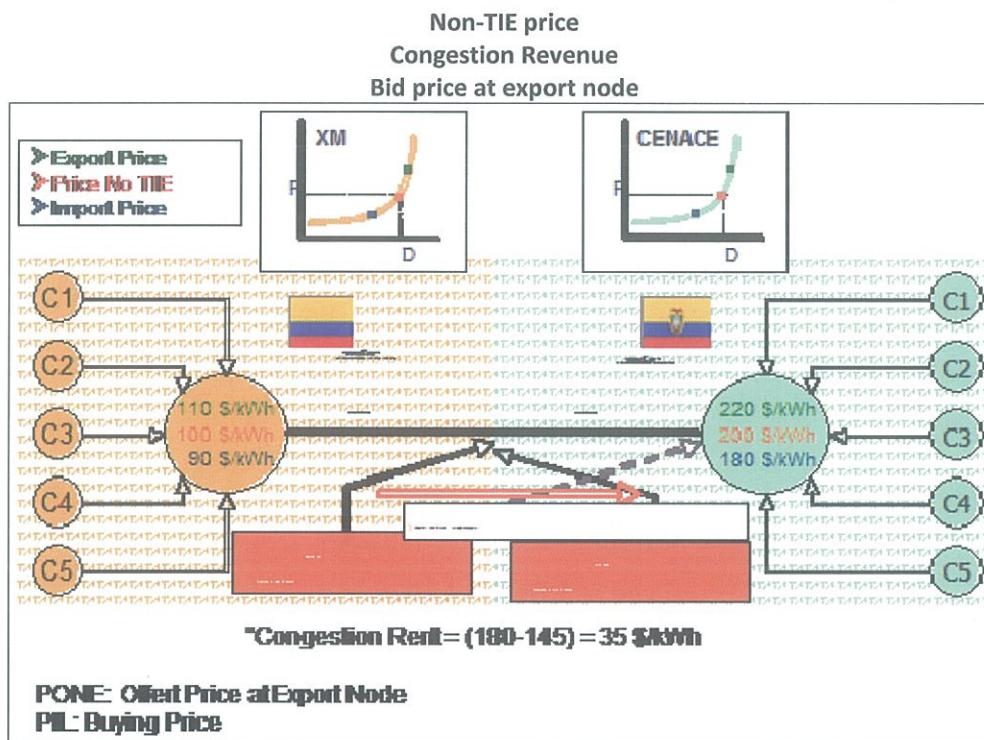 Non-TIE price
Congestion Revenue
Bid price at export node
XM
P
D
CENACE
P
D
Export Price
Price No TIE
Import Price
C1
C2
C3
C4
C5
110 $/kWh
100 $/kWh
90 $/kWh
220 $/kWh
200 $/kWh
180 $/kWh
C1
C2
C3
C4
C5
"Congestion Rent = (180-145) = 35 $/kWh
PONE: Offert Price at Export Node
PIL: Buying Price